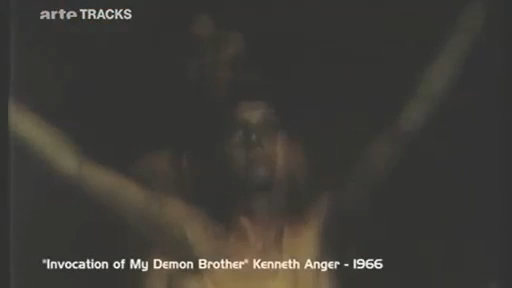 arte TRACKS
"Invocation of My Demon Brother" Kenneth Anger - 1966